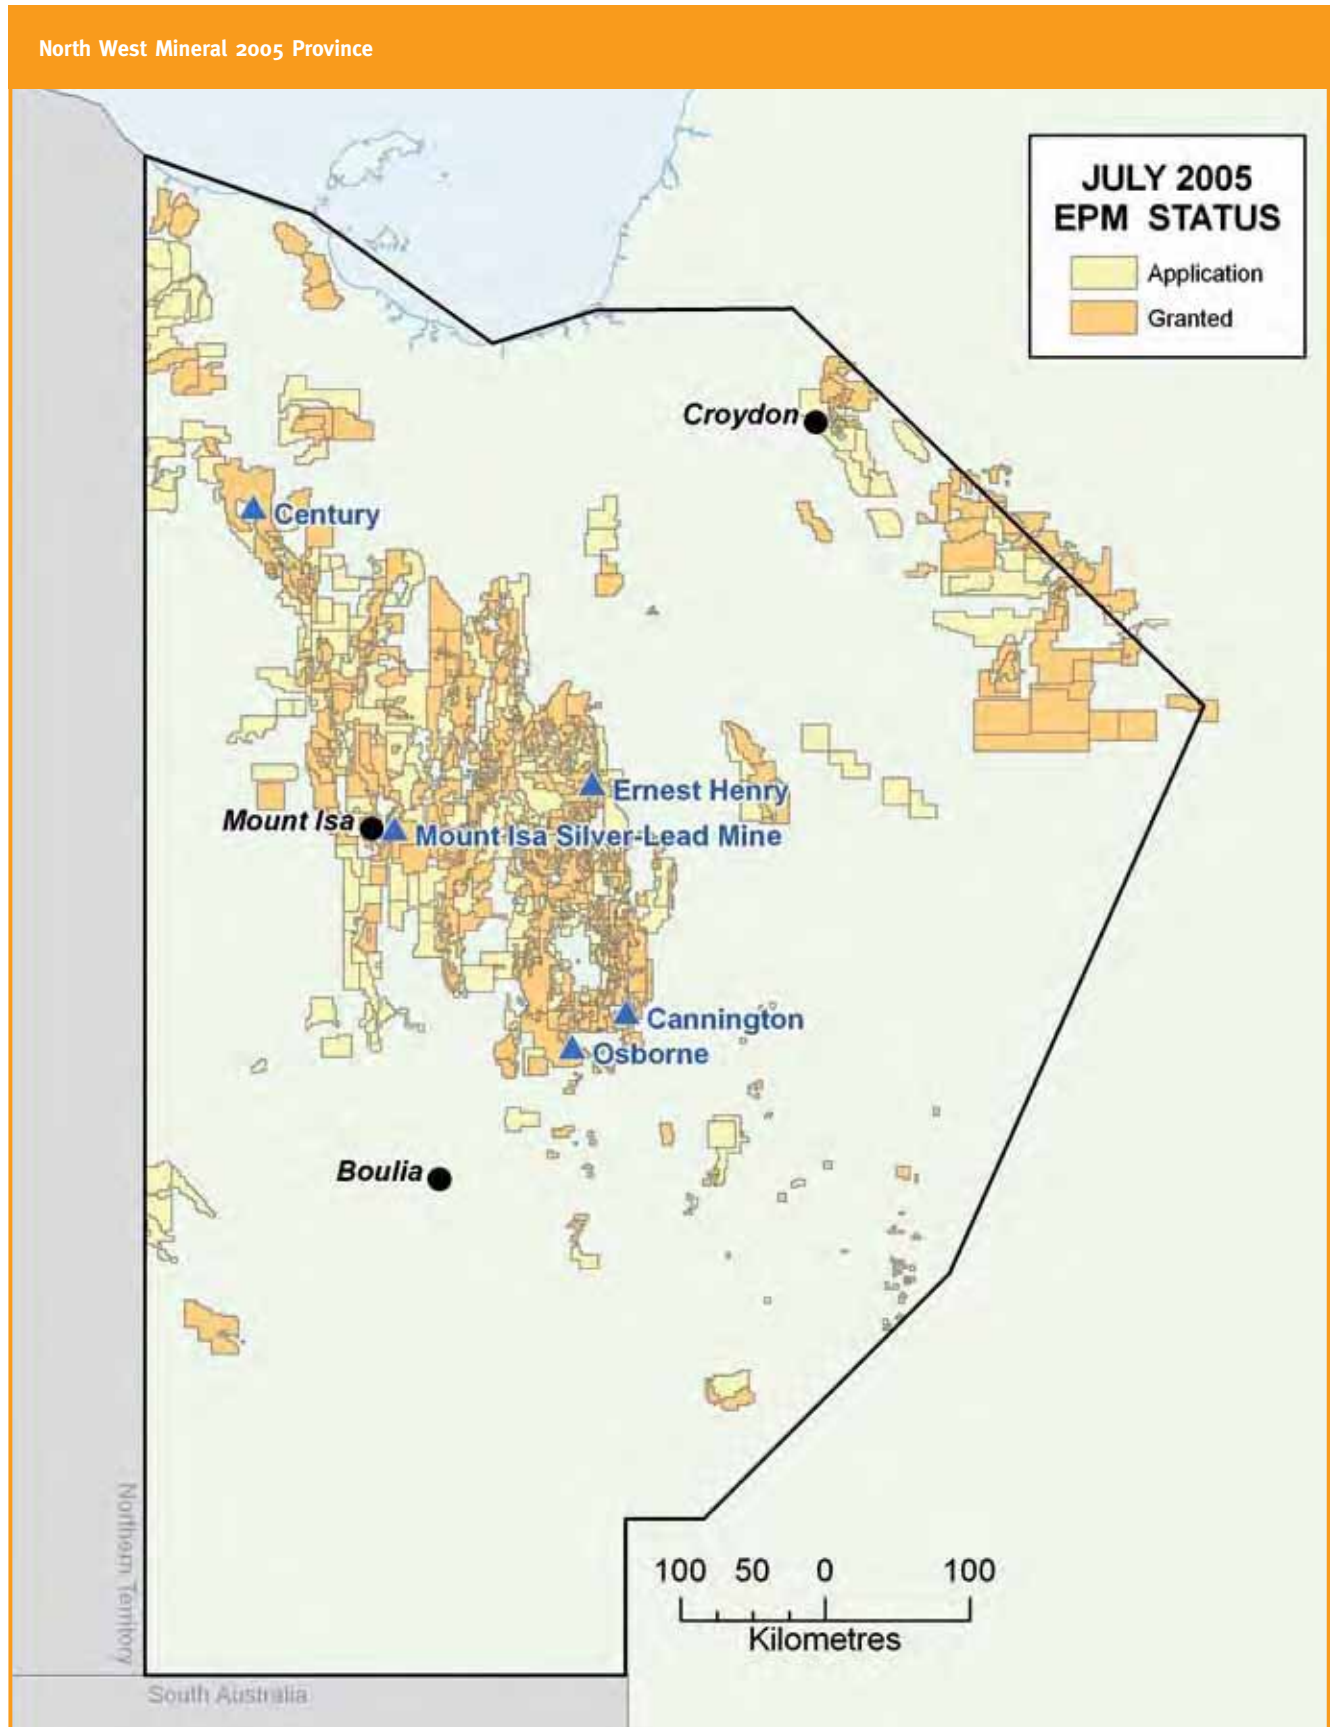 North West Mineral 2005 Province
JULY 2005
EPM STATUS
Application
Granted
Croydon
Century
Ernest Henry
Mount Isa
Mount Isa Silver-Lead Mine
Cannington
Osborne
Boulia
Northern Territory
100 50 0 100
Kilometres
South Australia